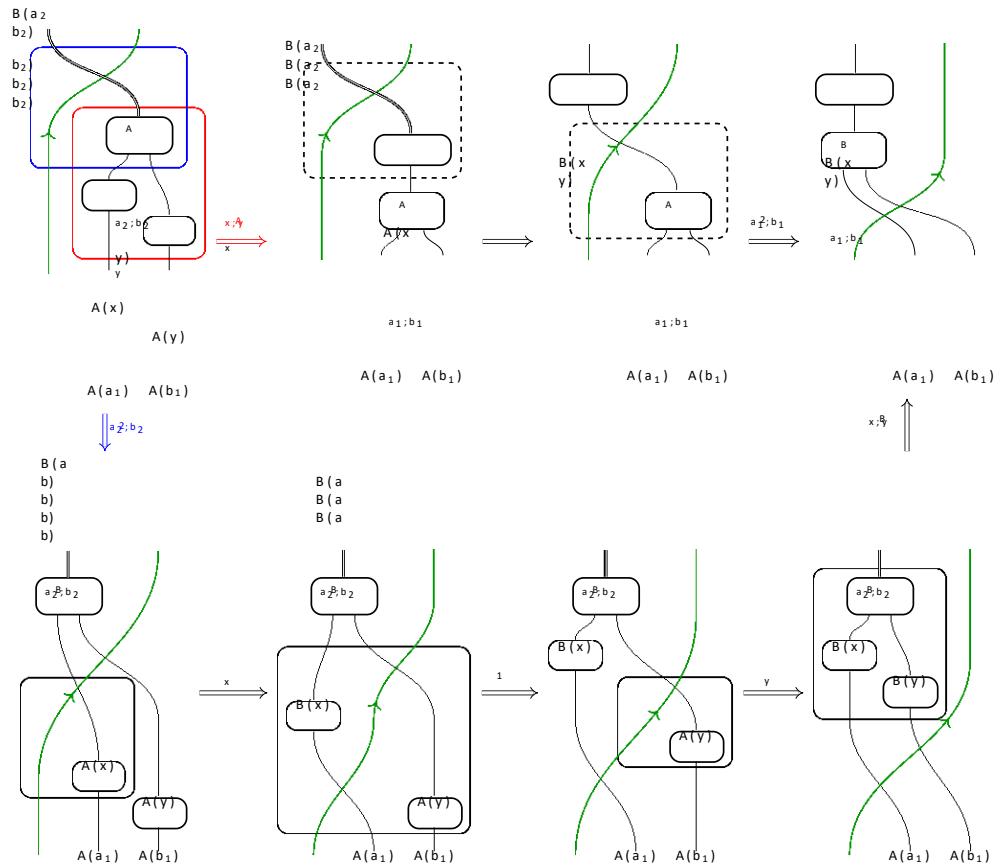 B(a₂
b₂)
b₂)
b₂)
b₂)
A
a₂;b₂
y)
y
A(x)
A(y)
A(a₁) A(b₁)
x;y
A
x
B(a₂
B(a₂
B(a₂
A
A(x
a₁;b₁
A(a₁) A(b₁)
B(x
y)
a₁;b₁
A(a₁) A(b₁)
a₁;b₁
2
B
B(x
y)
a₁;b₁
A(a₁) A(b₁)
a₂;b₂
2
x;y
B
B(a
b)
b)
b)
b)
B(a
B(a
B(a
a₂;b₂
B
A(x)
A(y)
A(a₁) A(b₁)
x
a₂;b₂
B
B(x)
A(y)
A(a₁) A(b₁)
1
a₂;b₂
B
B(x)
A(y)
A(a₁) A(b₁)
y
a₂;b₂
B
B(x)
B(y)
A(a₁) A(b₁)